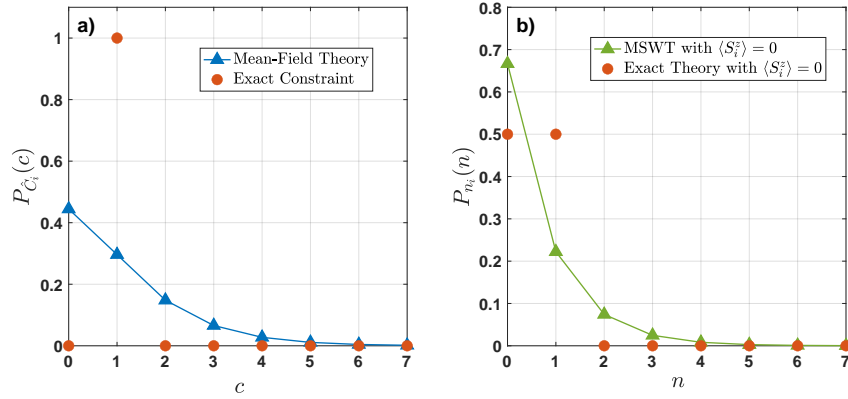 a)
1
0.8
0.6
0.4
0.2
0
0 1 2 3 4 5 6 7
c
P_{\hat{C}_i}(c)
Mean-Field Theory
Exact Constraint
b)
0.8
0.7
0.6
0.5
0.4
0.3
0.2
0.1
0
0 1 2 3 4 5 6 7
n
P_{n_i}(n)
MSWT with ⟨S_i^z⟩ = 0
Exact Theory with ⟨S_i^z⟩ = 0